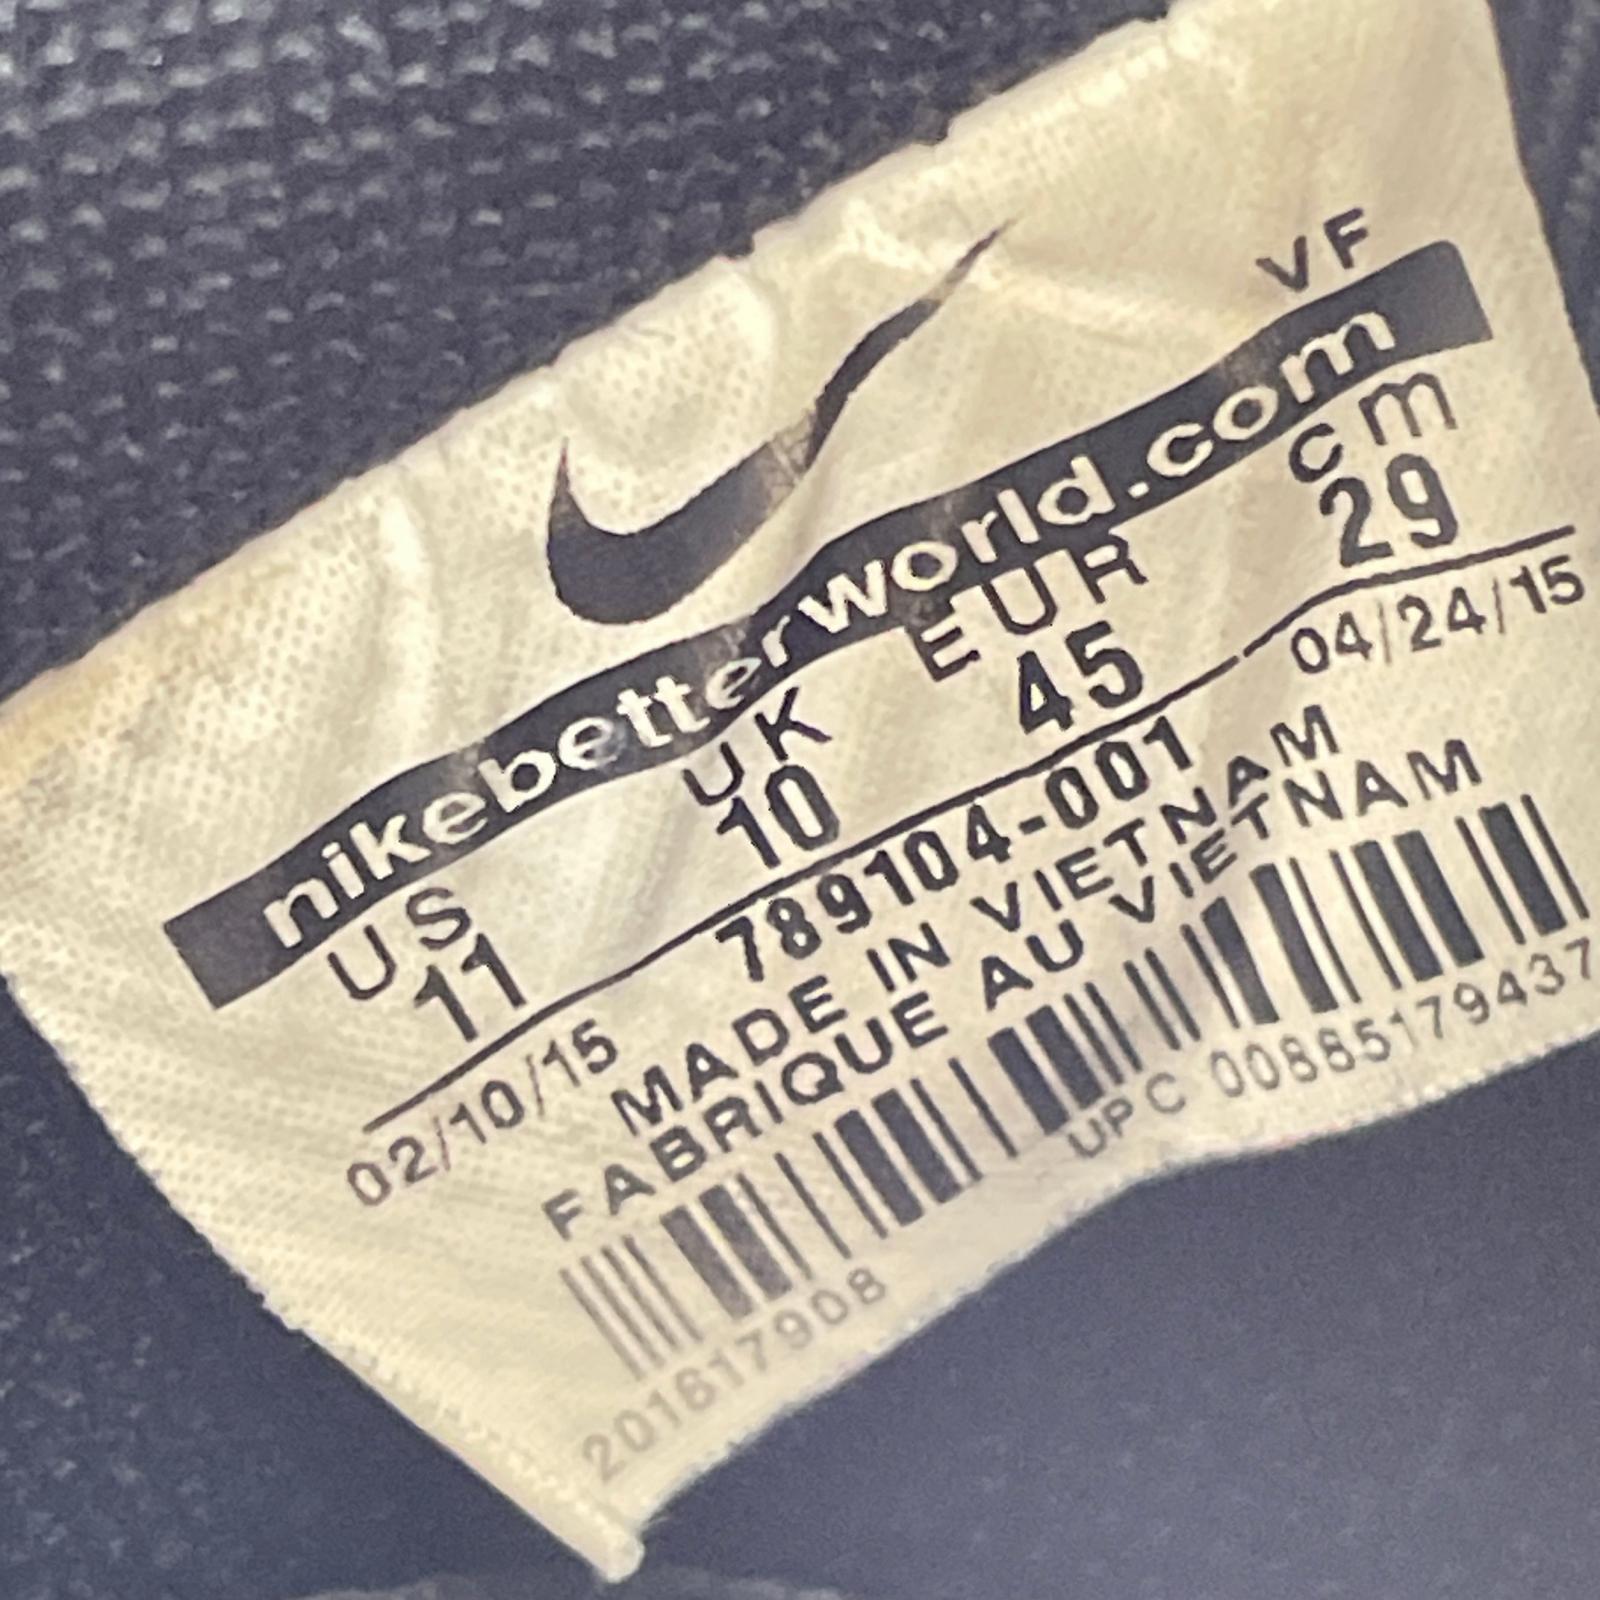 VF
nikebetterworld.com
US UK EUR cm
11 10 45 29
02/10/15 789104-001 04/24/15
MADE IN VIETNAM
FABRIQUE AU VIETNAM
201617908 UPC 00885179437